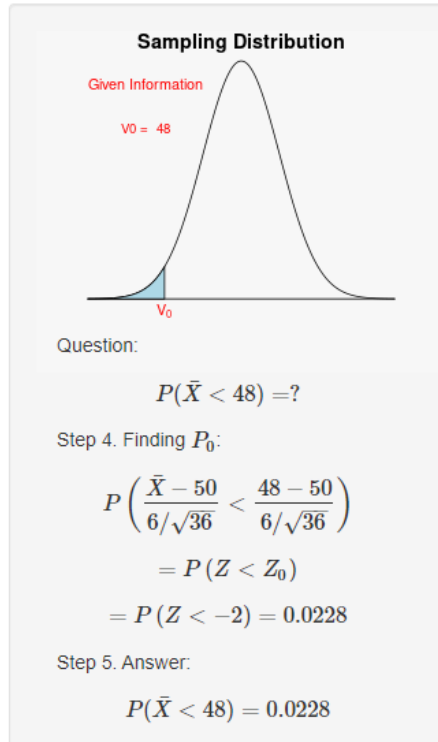 Sampling Distribution
Given Information
V0 = 48
V₀
Question:
P(X̄ < 48) =?
Step 4. Finding P₀:
P( (X̄ − 50)/(6/√36) < (48 − 50)/(6/√36) )
= P (Z < Z₀)
= P (Z < −2) = 0.0228
Step 5. Answer:
P(X̄ < 48) = 0.0228